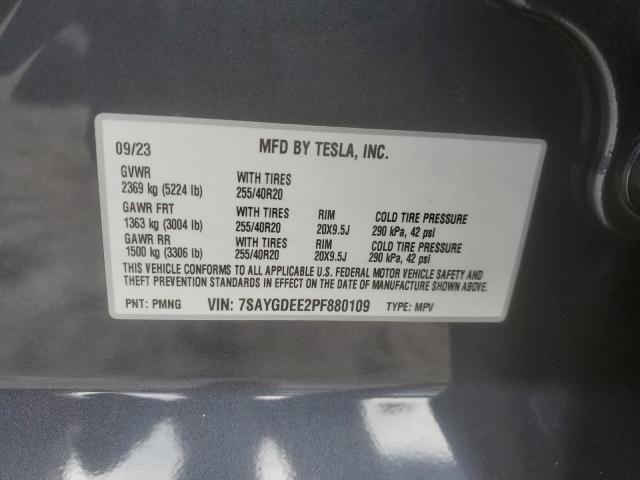 09/23 MFD BY TESLA, INC.
GVWR WITH TIRES
2369 kg (5224 lb) 255/40R20
GAWR FRT WITH TIRES RIM COLD TIRE PRESSURE
1363 kg (3004 lb) 255/40R20 20X9.5J 290 kPa, 42 psi
GAWR RR WITH TIRES RIM COLD TIRE PRESSURE
1500 kg (3306 lb) 255/40R20 20X9.5J 290 kPa, 42 psi
THIS VEHICLE CONFORMS TO ALL APPLICABLE U.S. FEDERAL MOTOR VEHICLE SAFETY AND
THEFT PREVENTION STANDARDS IN EFFECT ON THE DATE OF MANUFACTURE SHOWN ABOVE.
PNT: PMNG VIN: 7SAYGDEE2PF880109 TYPE: MPV